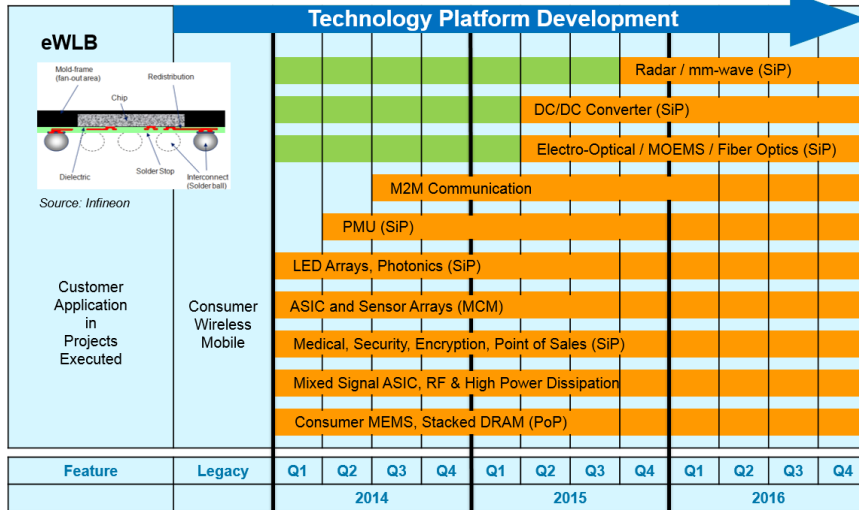 Technology Platform Development
eWLB
Mold-frame
(fan-out area)
Redistribution
Chip
Dielectric
Solder Stop
Interconnect
(Solder ball)
Source: Infineon
Radar / mm-wave (SiP)
DC/DC Converter (SiP)
Electro-Optical / MOEMS / Fiber Optics (SiP)
M2M Communication
PMU (SiP)
LED Arrays, Photonics (SiP)
ASIC and Sensor Arrays (MCM)
Medical, Security, Encryption, Point of Sales (SiP)
Mixed Signal ASIC, RF & High Power Dissipation
Consumer MEMS, Stacked DRAM (PoP)
Customer
Application
in
Projects
Executed
Consumer
Wireless
Mobile
Feature Legacy Q1 Q2 Q3 Q4 Q1 Q2 Q3 Q4 Q1 Q2 Q3 Q4
2014 2015 2016